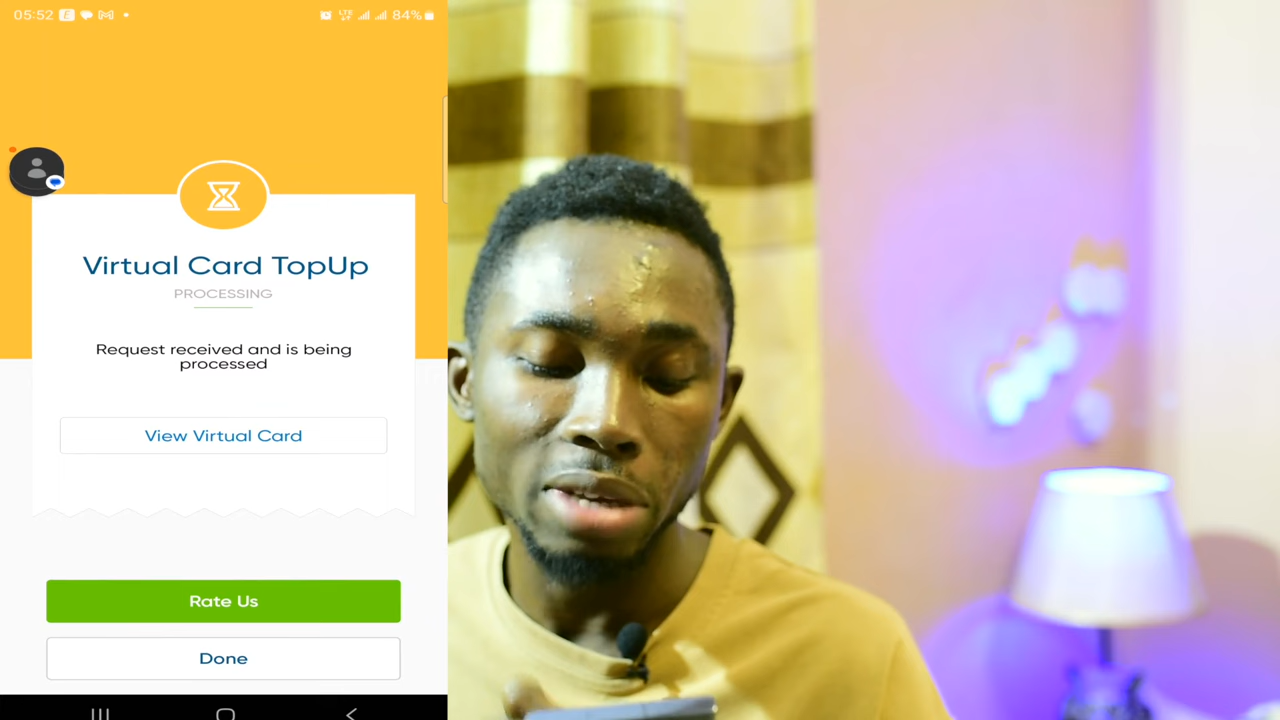 05:52
LTE
84%
Virtual Card TopUp
PROCESSING
Request received and is being
processed
View Virtual Card
Rate Us
Done